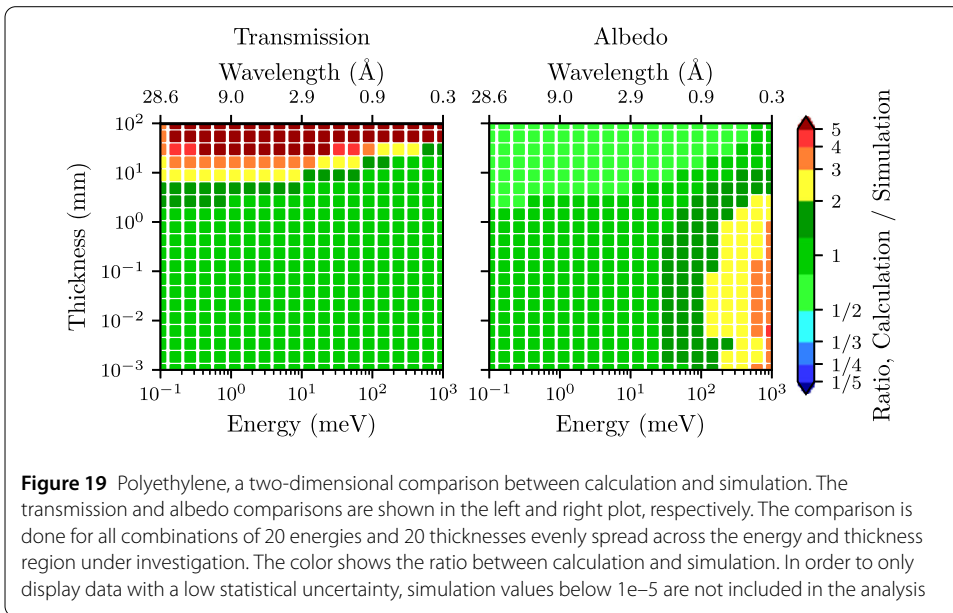 Transmission
Albedo
Wavelength (Å)
Wavelength (Å)
28.6 9.0 2.9 0.9 0.3
28.6 9.0 2.9 0.9 0.3
10² 10¹ 10⁰ 10⁻¹ 10⁻² 10⁻³
Thickness (mm)
10⁻¹ 10⁰ 10¹ 10² 10³
10⁻¹ 10⁰ 10¹ 10² 10³
Energy (meV)
Energy (meV)
5
4
3
2
1
1/2
1/3
1/4
1/5
Ratio, Calculation / Simulation
Figure 19 Polyethylene, a two-dimensional comparison between calculation and simulation. The
transmission and albedo comparisons are shown in the left and right plot, respectively. The comparison is
done for all combinations of 20 energies and 20 thicknesses evenly spread across the energy and thickness
region under investigation. The color shows the ratio between calculation and simulation. In order to only
display data with a low statistical uncertainty, simulation values below 1e–5 are not included in the analysis